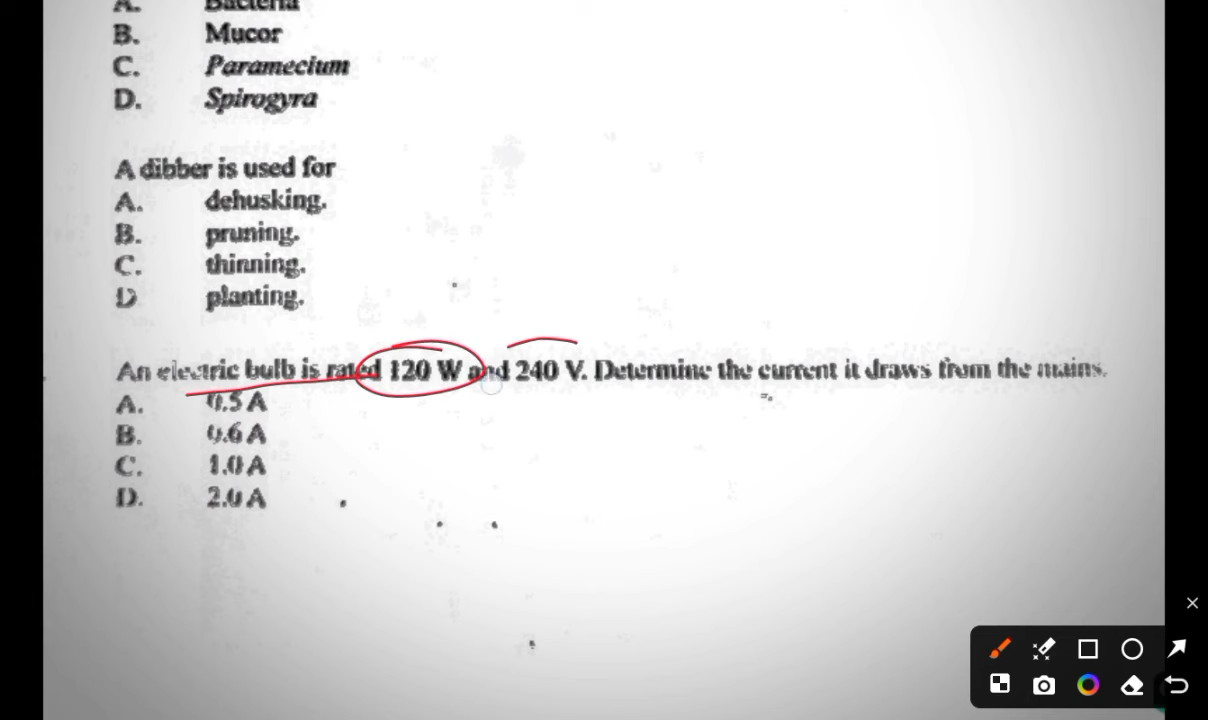 A. Bacteria
B. Mucor
C. Paramecium
D. Spirogyra
A dibber is used for
A. dehusking.
B. pruning.
C. thinning.
D planting.
An electric bulb is rated 120 W and 240 V. Determine the current it draws from the mains.
A. 0.5 A
B. 0.6 A
C. 1.0 A
D. 2.0 A